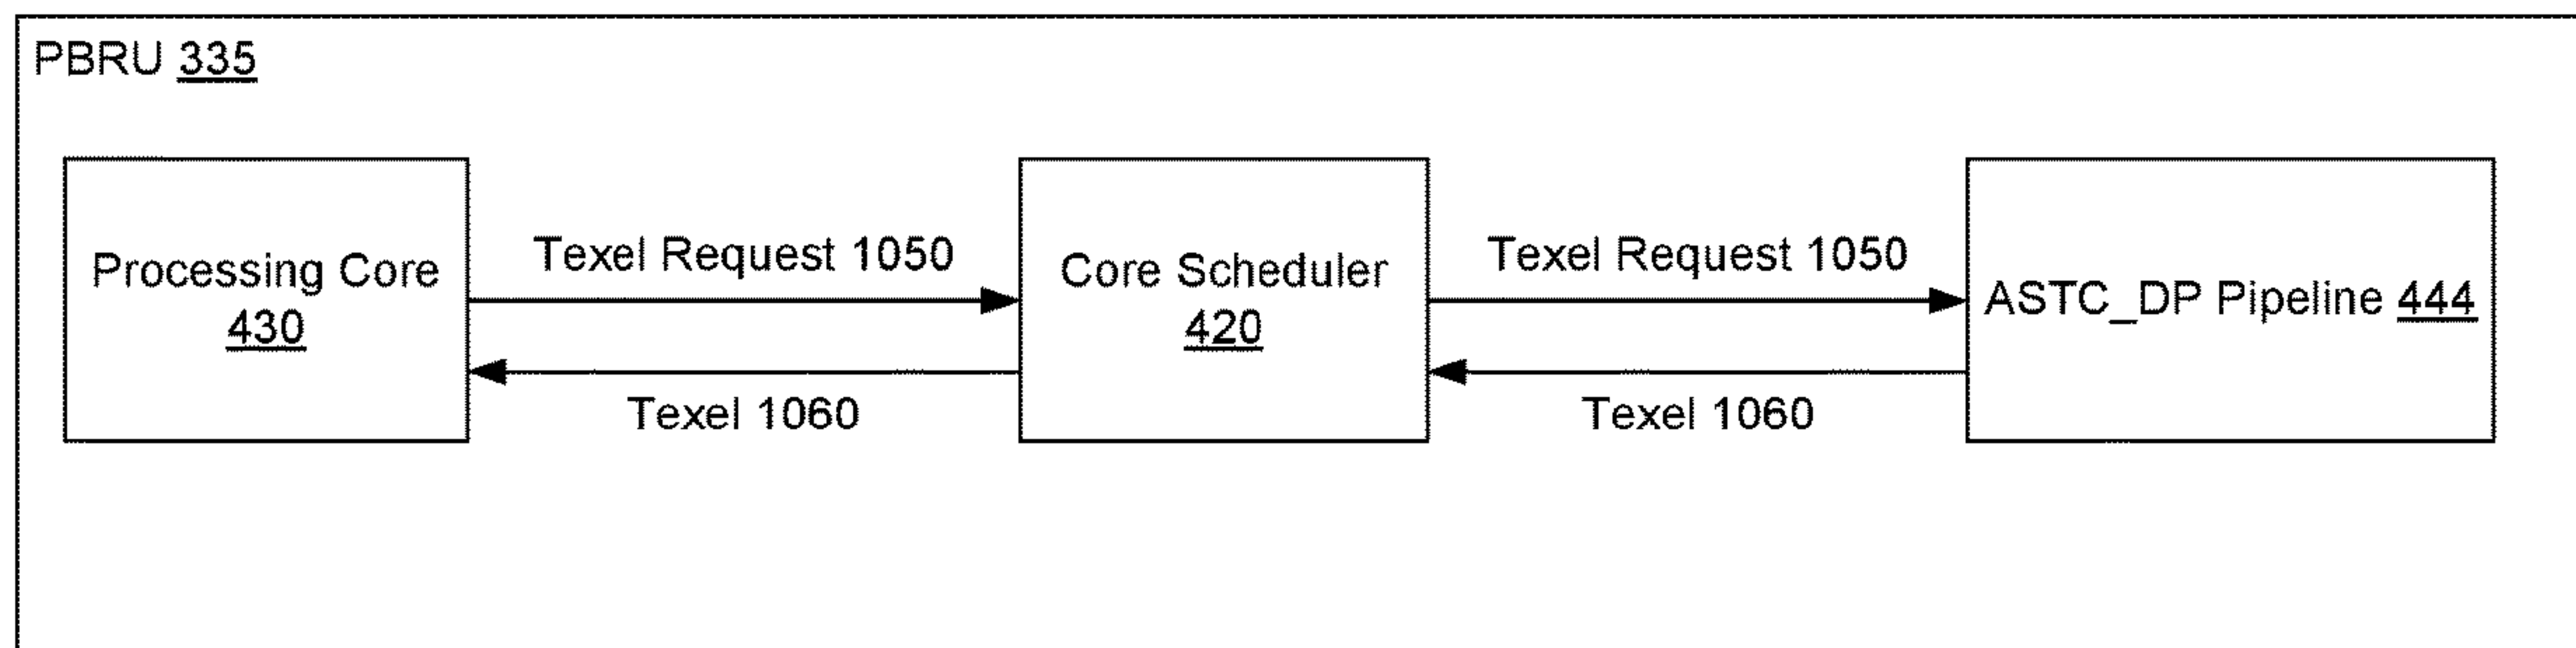 PBRU 335
Processing Core
430
Texel Request 1050
Texel 1060
Core Scheduler
420
Texel Request 1050
Texel 1060
ASTC_DP Pipeline 444